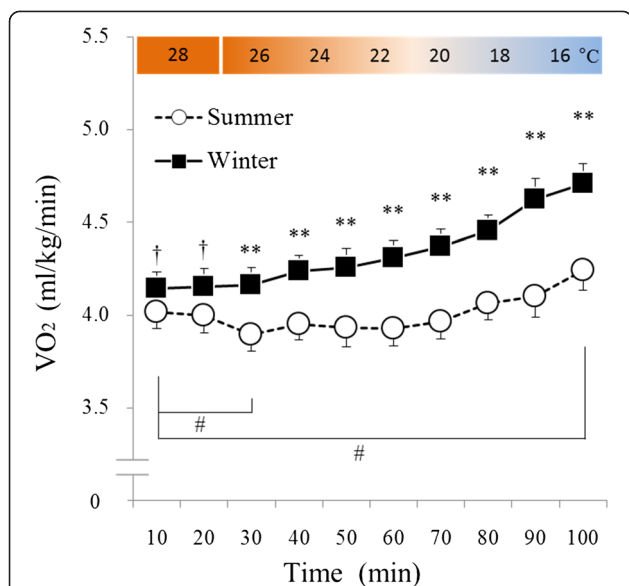 5.5
28 26 24 22 20 18 16 °C
Summer
Winter
5.0
** ** ** ** ** ** ** **
† †
4.5
4.0
3.5
#
#
0
VO2 (ml/kg/min)
10 20 30 40 50 60 70 80 90 100
Time (min)